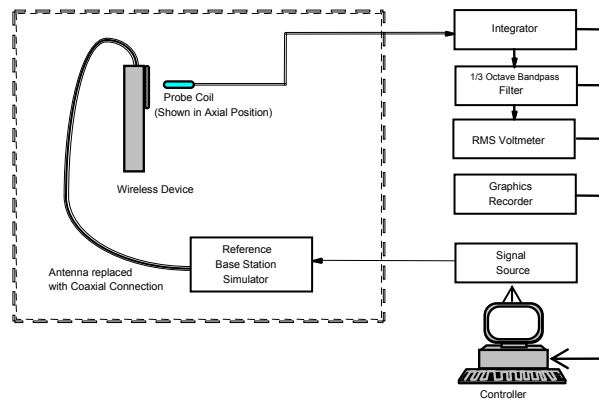 Integrator
1/3 Octave Bandpass
Filter
RMS Voltmeter
Graphics
Recorder
Signal
Source
Controller
Probe Coil
(Shown in Axial Position)
Wireless Device
Reference
Base Station
Simulator
Antenna replaced
with Coaxial Connection